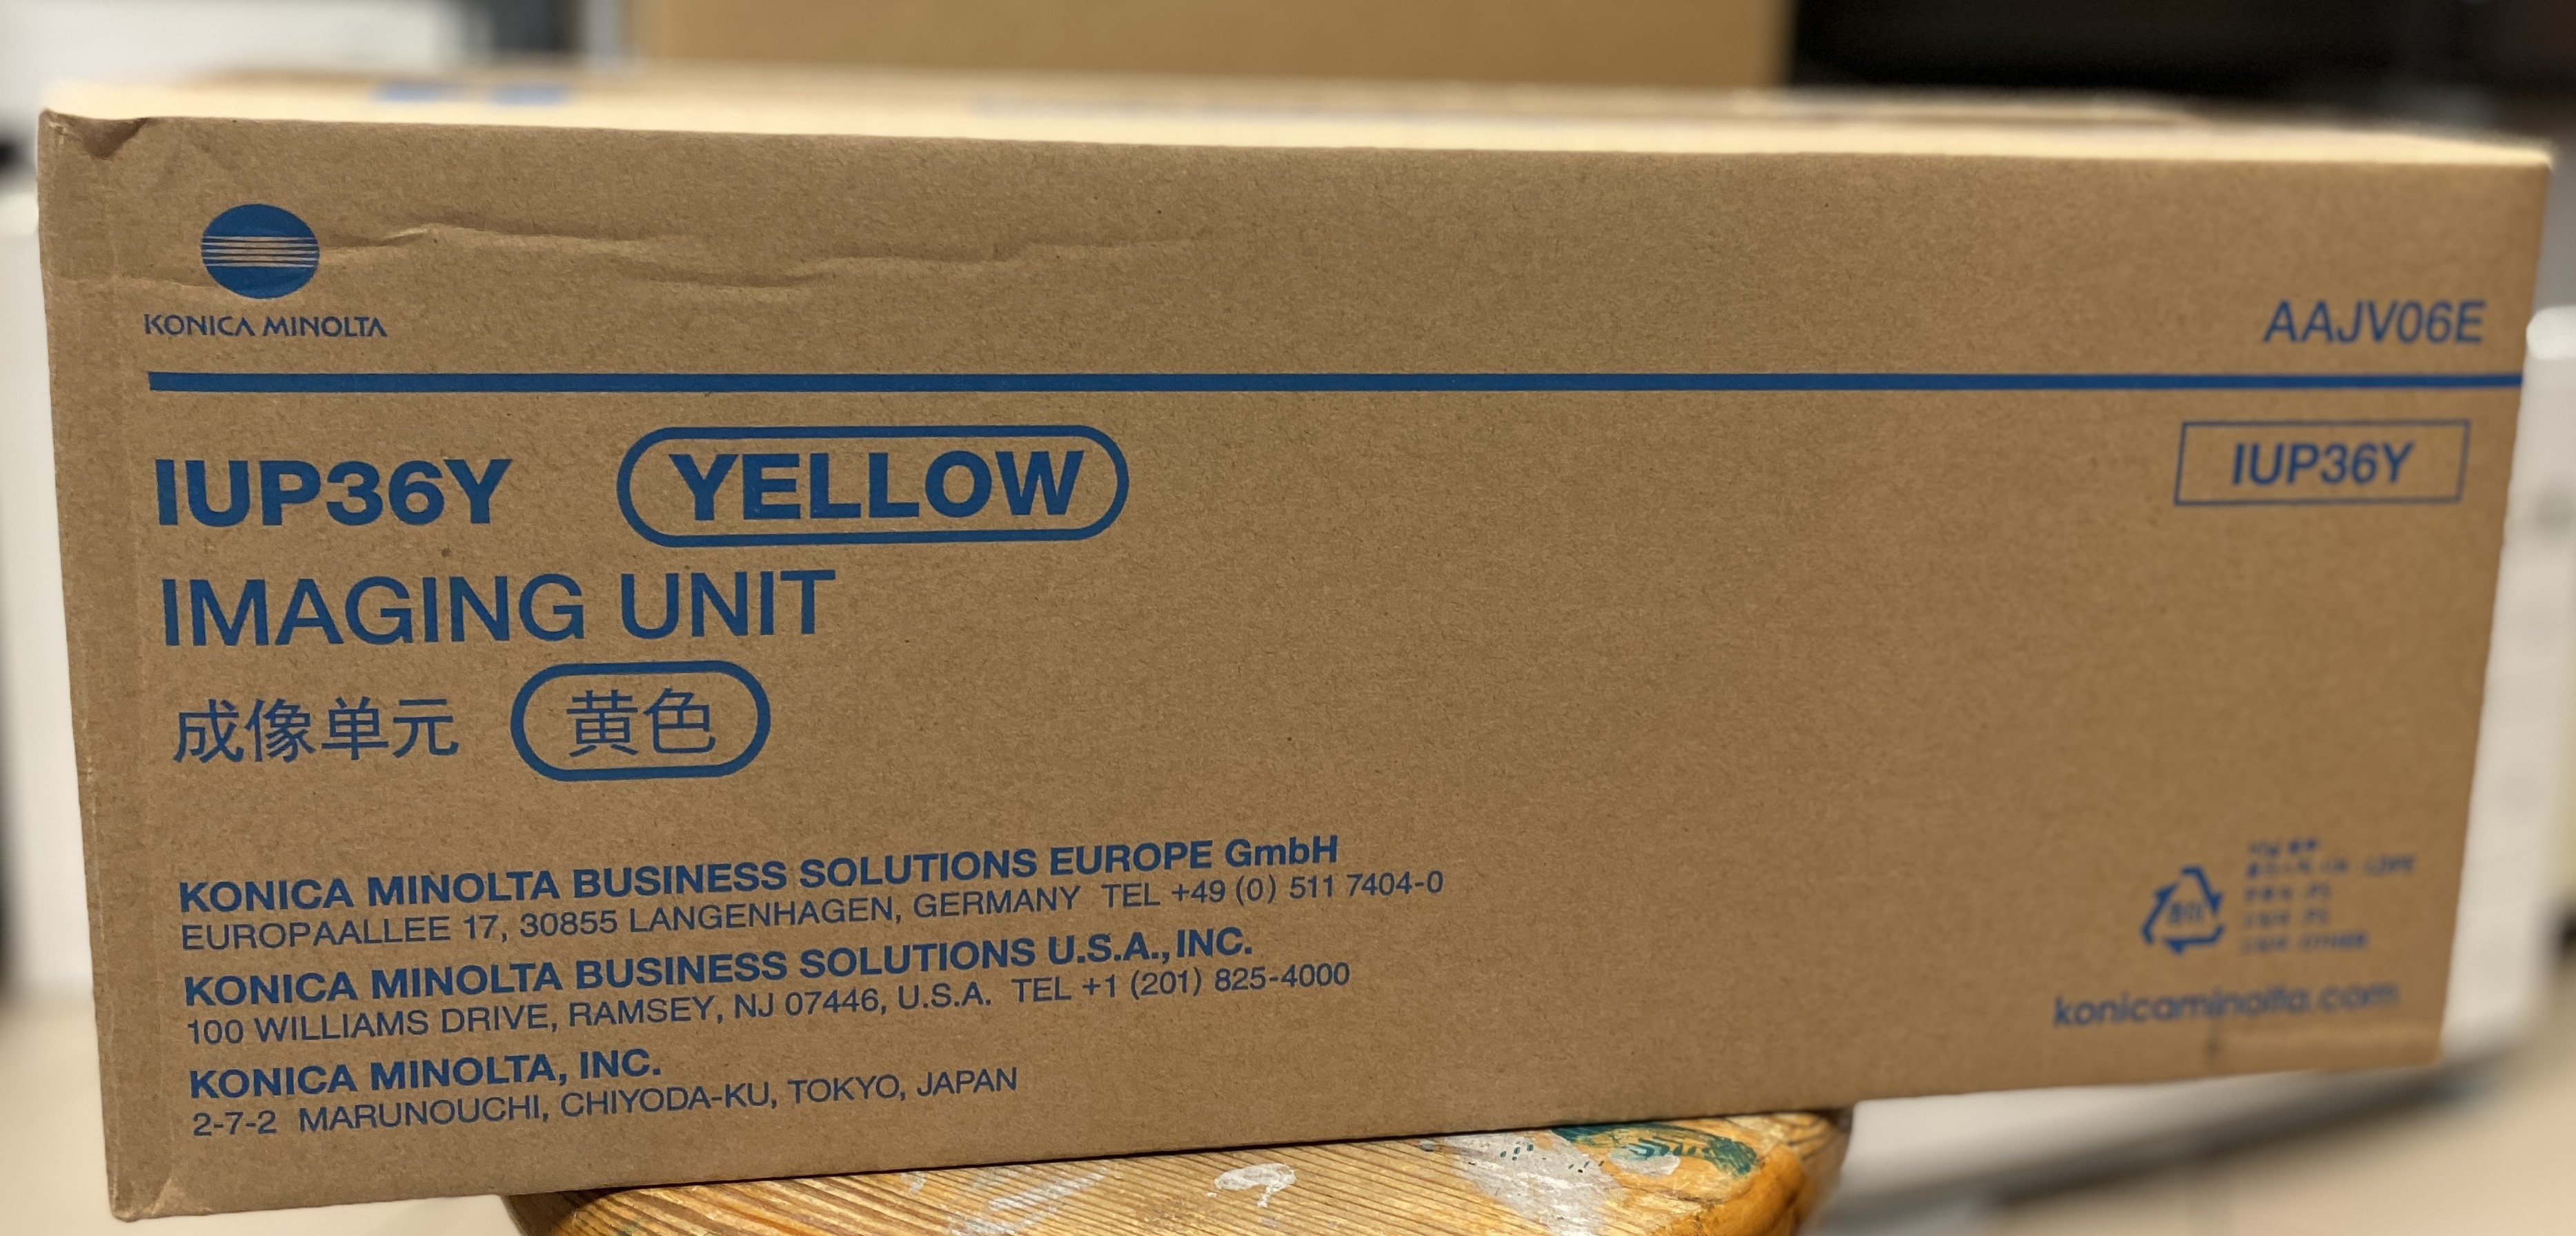 KONICA MINOLTA
AAJV06E
IUP36Y YELLOW
IUP36Y
IMAGING UNIT
成像单元 黄色
KONICA MINOLTA BUSINESS SOLUTIONS EUROPE GmbH
EUROPAALLEE 17, 30855 LANGENHAGEN, GERMANY TEL +49 (0) 511 7404-0
KONICA MINOLTA BUSINESS SOLUTIONS U.S.A., INC.
100 WILLIAMS DRIVE, RAMSEY, NJ 07446, U.S.A. TEL +1 (201) 825-4000
KONICA MINOLTA, INC.
2-7-2 MARUNOUCHI, CHIYODA-KU, TOKYO, JAPAN
konicaminolta.com